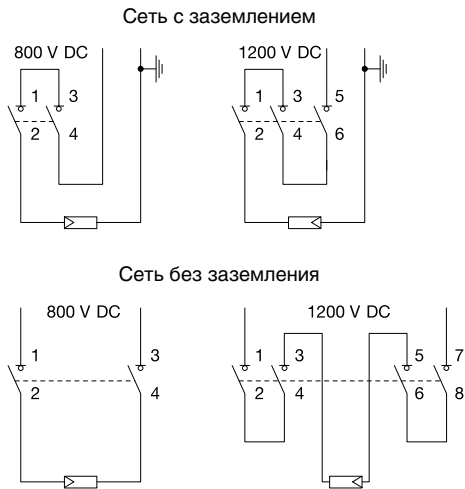 Сеть с заземлением
800 V DC
1200 V DC
1 3
2 4
1 3 5
2 4 6
Сеть без заземления
800 V DC
1200 V DC
1 3
2 4
1 3 5 7
2 4 6 8